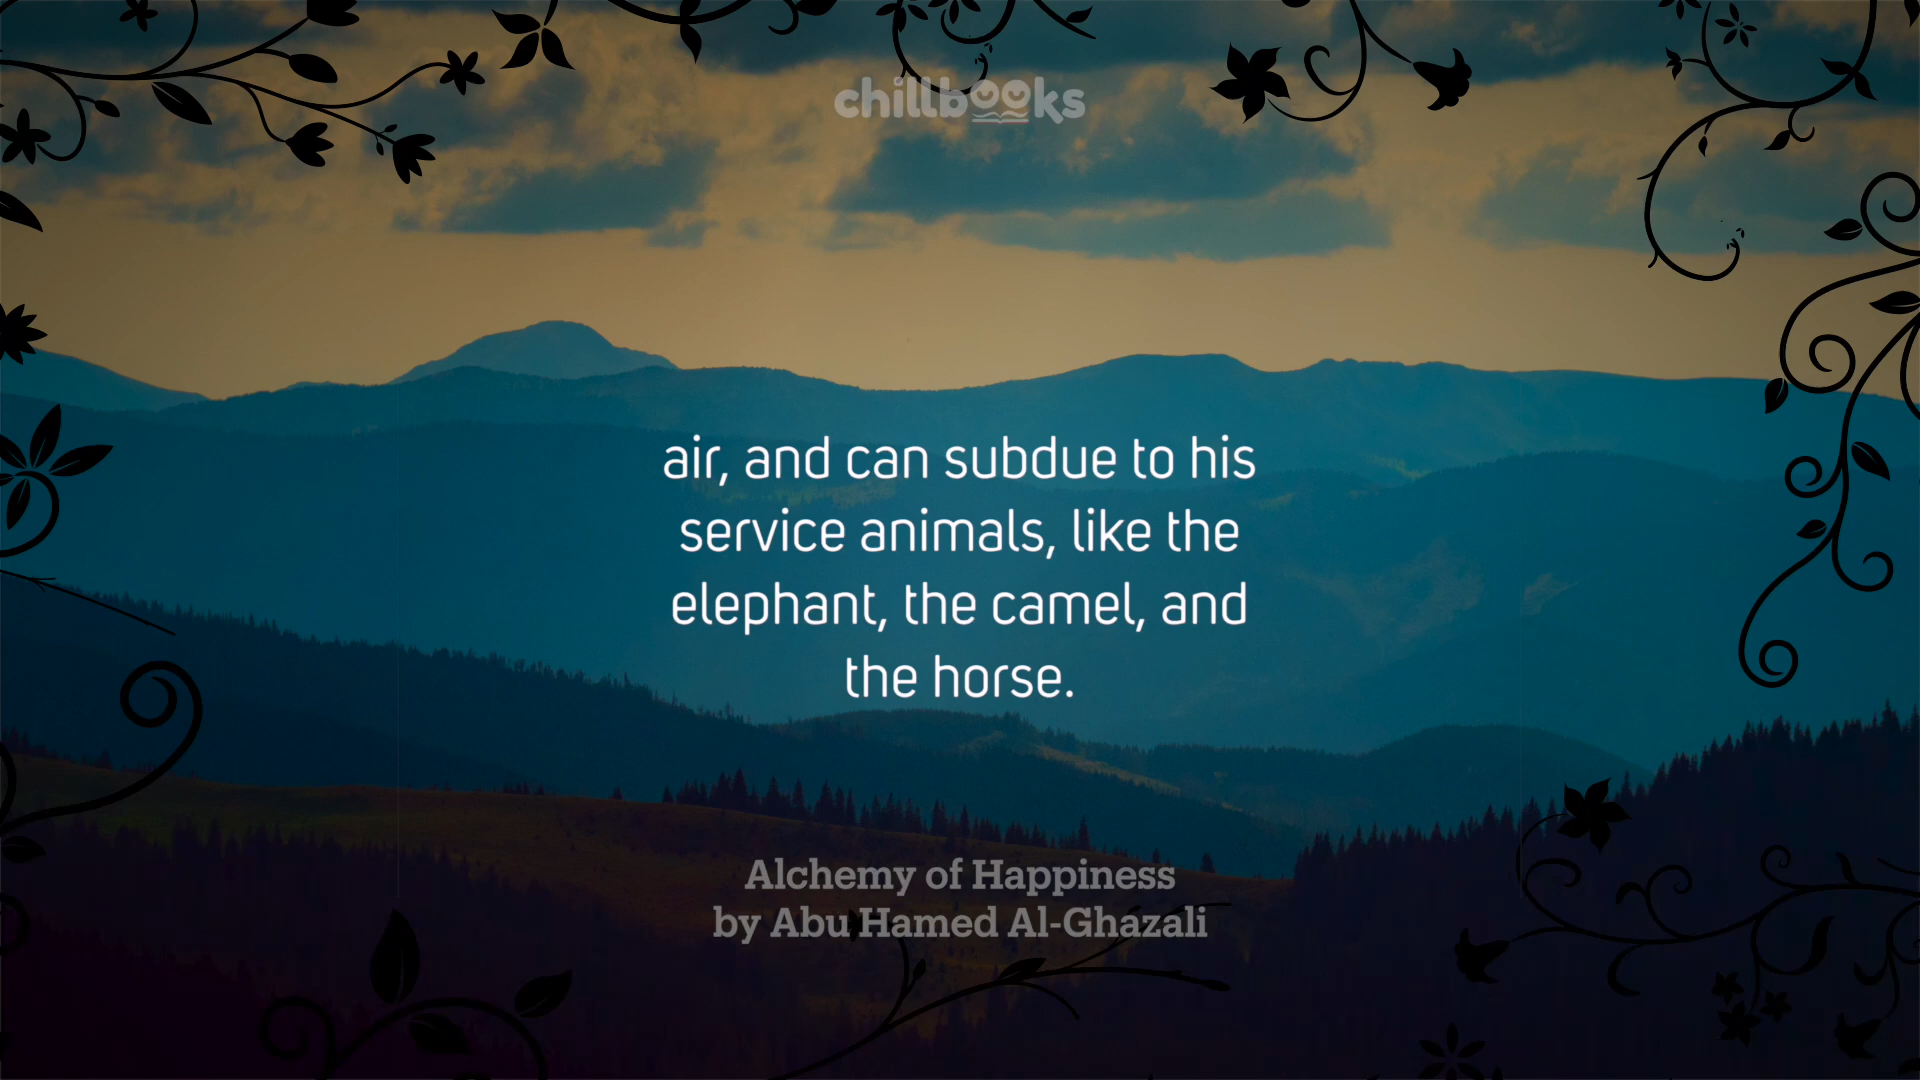 chillbooks
air, and can subdue to his
service animals, like the
elephant, the camel, and
the horse.
Alchemy of Happiness
by Abu Hamed Al-Ghazali